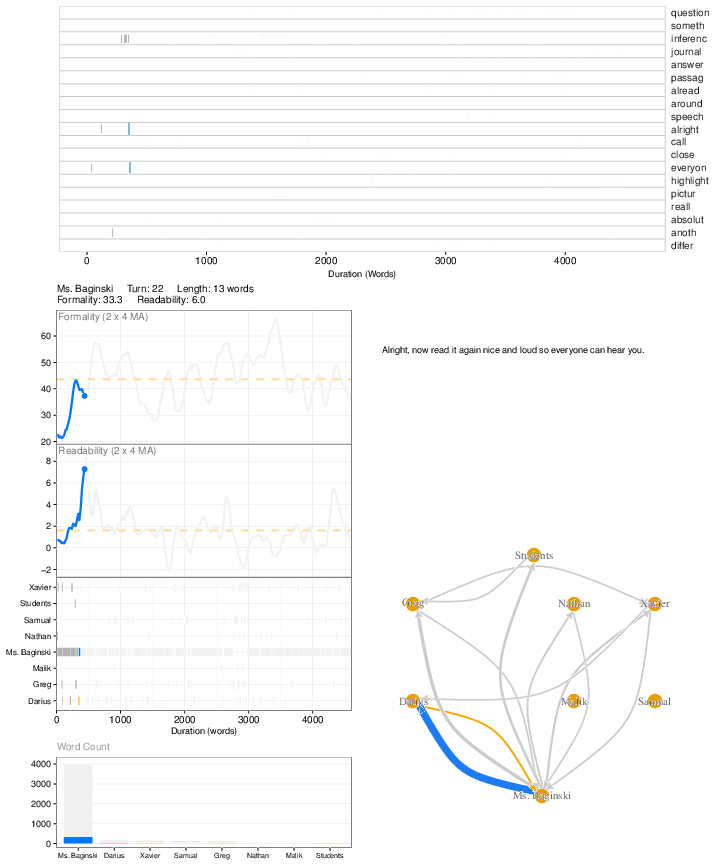 question
someth
inferenc
journal
answer
passag
alread
around
speech
alright
call
close
everyon
highlight
pictur
reall
absolut
anoth
differ
0 1000 2000 3000 4000
Duration (Words)
Ms. Baginski Turn: 22 Length: 13 words
Formality: 33.3 Readability: 6.0
Formality (2 x 4 MA)
60
50
40
30
20
Readability (2 x 4 MA)
8
6
4
2
0
−2
Xavier
Students
Samual
Nathan
Ms. Baginski
Malik
Greg
Darius
0 1000 2000 3000 4000
Duration (words)
Word Count
4000
3000
2000
1000
0
Ms. Baginski Darius Xavier Samual Greg Nathan Malik Students
Alright, now read it again nice and loud so everyone can hear you.
Students
Greg Nathan Xavier
Darius Malik Samual
Ms. Baginski